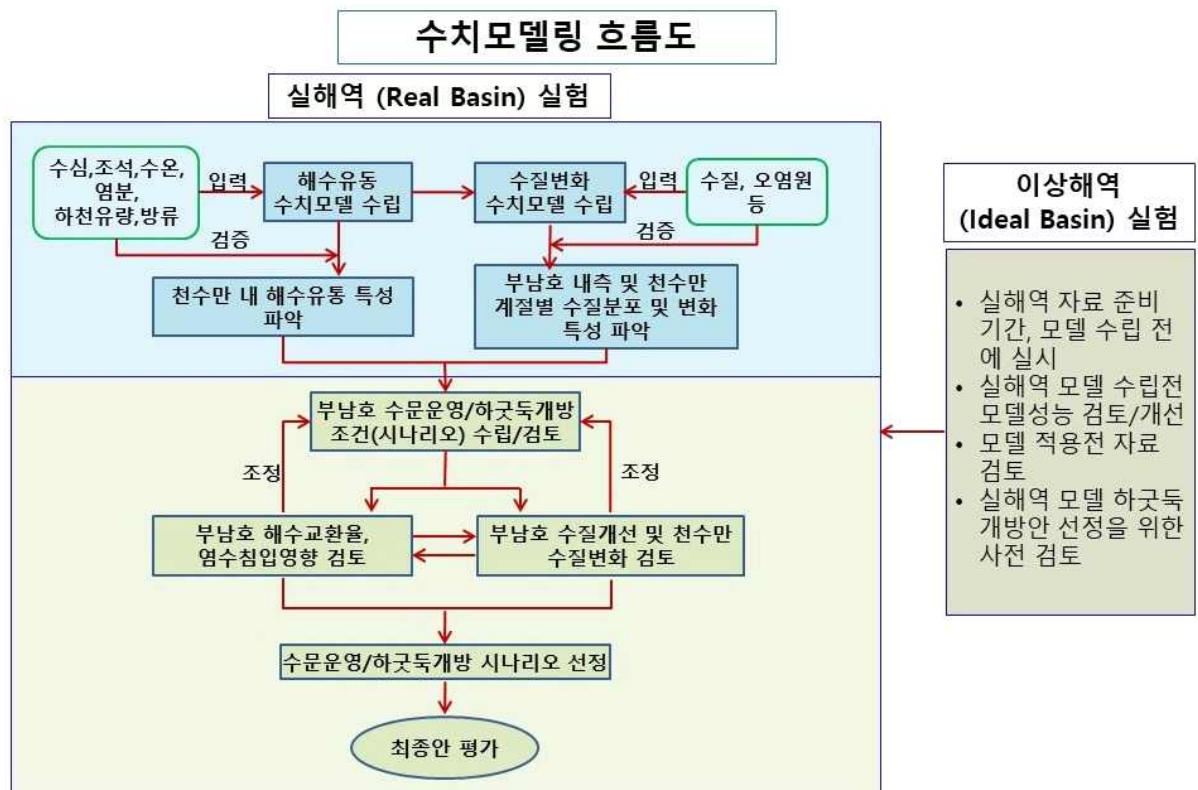 수치모델링 흐름도
실해역 (Real Basin) 실험
수심,조석,수온,
염분,
하천유량,방류
입력
해수유동
수치모델 수립
수질변화
수치모델 수립
입력
수질, 오염원
등
검증
검증
천수만 내 해수유통 특성
파악
부남호 내측 및 천수만
계절별 수질분포 및 변화
특성 파악
부남호 수문운영/하굿둑개방
조건(시나리오) 수립/검토
조정
조정
부남호 해수교환율,
염수침입영향 검토
부남호 수질개선 및 천수만
수질변화 검토
수문운영/하굿둑개방 시나리오 선정
최종안 평가
이상해역
(Ideal Basin) 실험
• 실해역 자료 준비
기간, 모델 수립 전
에 실시
• 실해역 모델 수립전
모델성능 검토/개선
• 모델 적용전 자료
검토
• 실해역 모델 하굿둑
개방안 선정을 위한
사전 검토